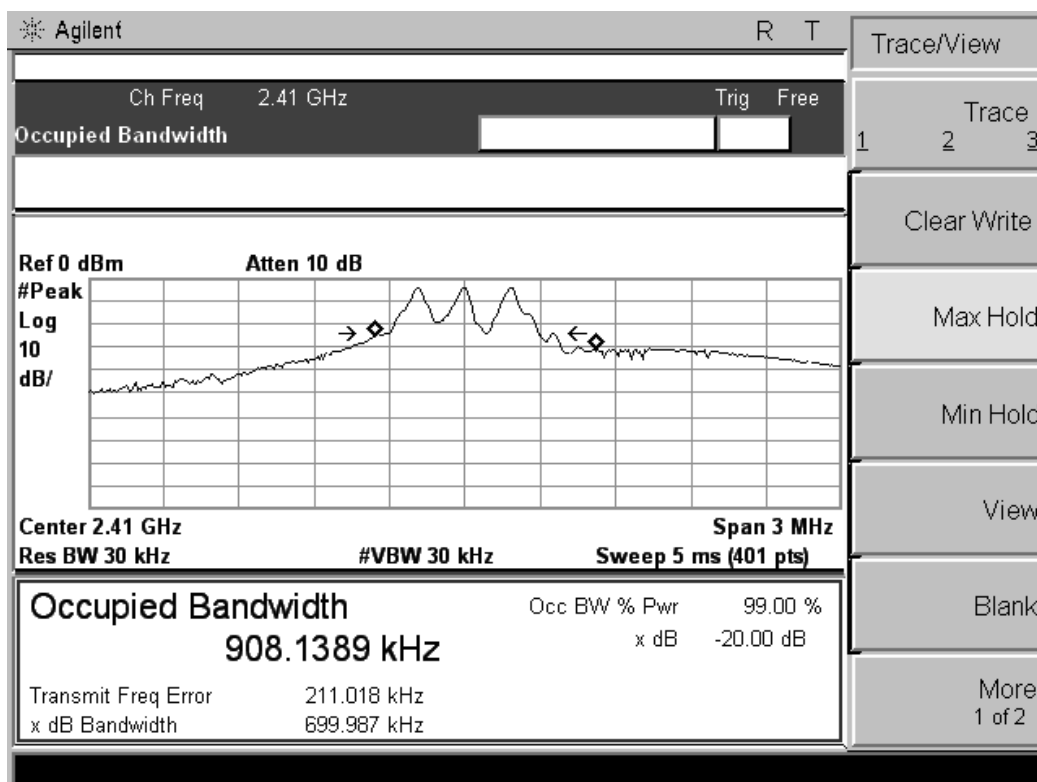 Agilent R T
Trace/View
Ch Freq 2.41 GHz Trig Free
Occupied Bandwidth
Trace
1 2 3
Clear Write
Max Hold
Min Hold
View
Blank
More
1 of 2
Ref 0 dBm Atten 10 dB
#Peak
Log
10
dB/
Center 2.41 GHz Span 3 MHz
Res BW 30 kHz #VBW 30 kHz Sweep 5 ms (401 pts)
Occupied Bandwidth Occ BW % Pwr 99.00 %
908.1389 kHz x dB -20.00 dB
Transmit Freq Error 211.018 kHz
x dB Bandwidth 699.987 kHz